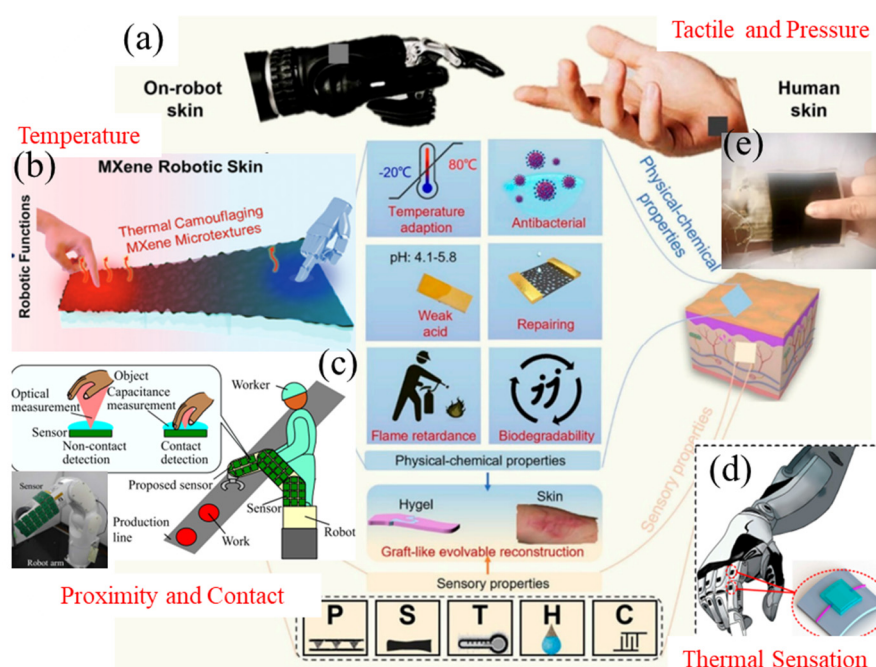 (a)
Tactile and Pressure
On-robot
skin
Human
skin
Temperature
(b)
MXene Robotic Skin
Thermal Camouflaging
MXene Microtextures
Robotic Functions
-20℃
80℃
Temperature
adaption
Antibacterial
pH: 4.1-5.8
Weak
acid
Repairing
Flame retardance
Biodegradability
Physical-chemical properties
Hygel
Skin
Graft-like evolvable reconstruction
Sensory properties
P
S
T
H
C
Physical-chemical
properties
Sensory properties
(e)
(c)
Object
Optical
measurement
Capacitance
measurement
Sensor
Non-contact
detection
Contact
detection
Worker
Proposed sensor
Sensor
Robot
Production
line
Work
Sensor
Robot arm
Proximity and Contact
(d)
Thermal Sensation